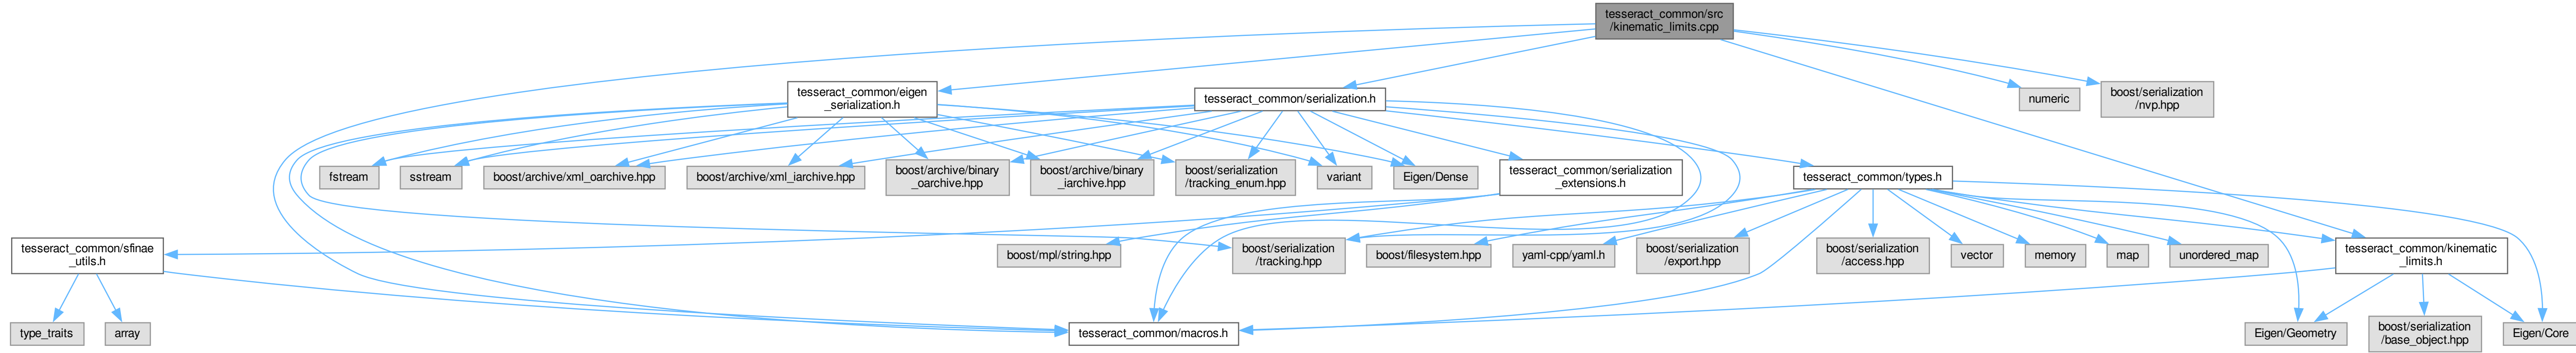 tesseract_common/src
/kinematic_limits.cpp
tesseract_common/eigen
_serialization.h
tesseract_common/serialization.h
numeric
boost/serialization
/nvp.hpp
fstream
sstream
boost/archive/xml_oarchive.hpp
boost/archive/xml_iarchive.hpp
boost/archive/binary
_oarchive.hpp
boost/archive/binary
_iarchive.hpp
boost/serialization
/tracking_enum.hpp
variant
Eigen/Dense
tesseract_common/serialization
_extensions.h
tesseract_common/types.h
tesseract_common/sfinae
_utils.h
boost/mpl/string.hpp
boost/serialization
/tracking.hpp
boost/filesystem.hpp
yaml-cpp/yaml.h
boost/serialization
/export.hpp
boost/serialization
/access.hpp
vector
memory
map
unordered_map
tesseract_common/kinematic
_limits.h
type_traits
array
tesseract_common/macros.h
Eigen/Geometry
boost/serialization
/base_object.hpp
Eigen/Core